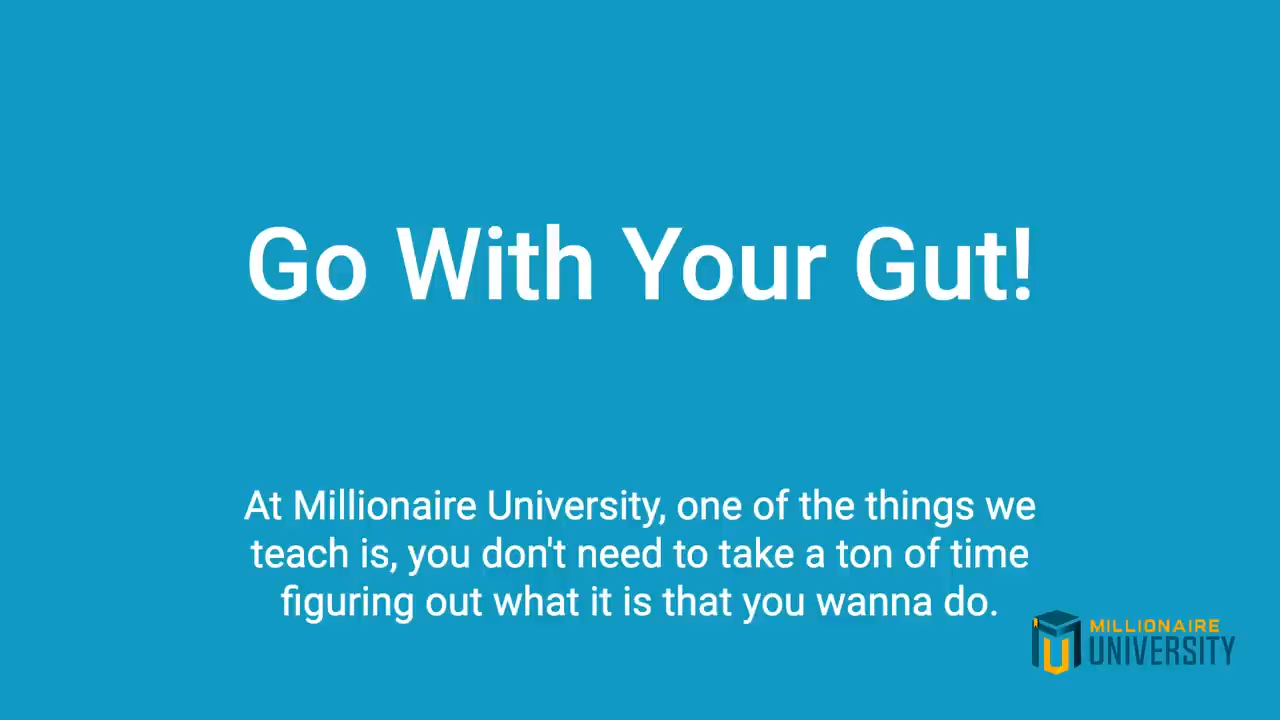 Go With Your Gut!
At Millionaire University, one of the things we
teach is, you don't need to take a ton of time
figuring out what it is that you wanna do.
MILLIONAIRE
UNIVERSITY